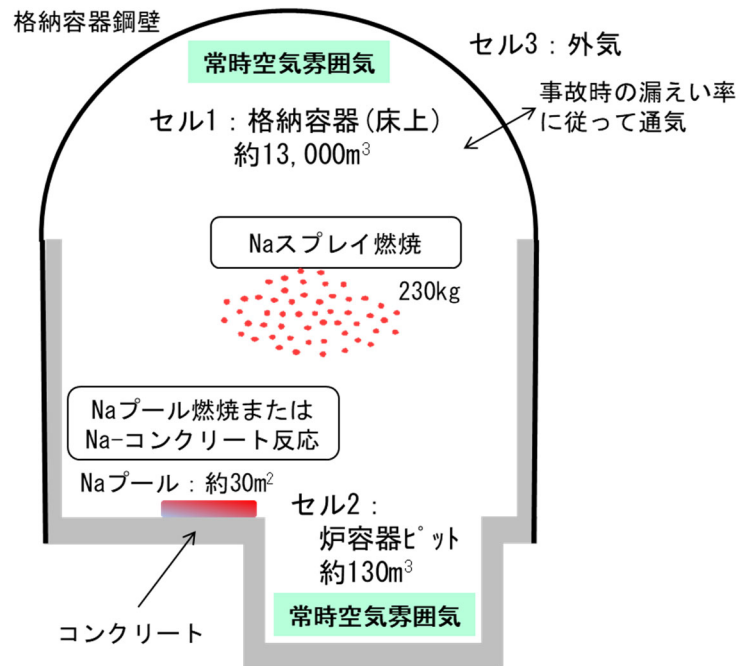 格納容器鋼壁
常時空気雰囲気
セル3:外気
セル1:格納容器(床上)
約13,000m³
事故時の漏えい率
に従って通気
Naスプレイ燃焼
230kg
Naプール燃焼または
Na-コンクリート反応
Naプール:約30m²
セル2:
炉容器ピット
約130m³
常時空気雰囲気
コンクリート